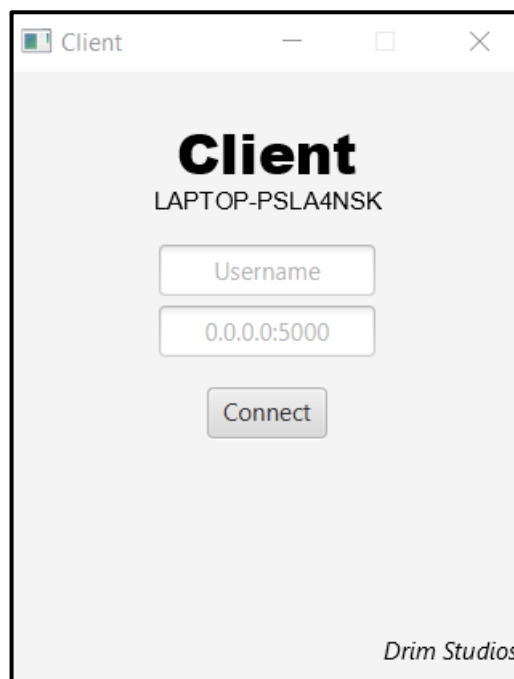 Client
Client
LAPTOP-PSLA4NSK
Username
0.0.0.0:5000
Connect
Drim Studios